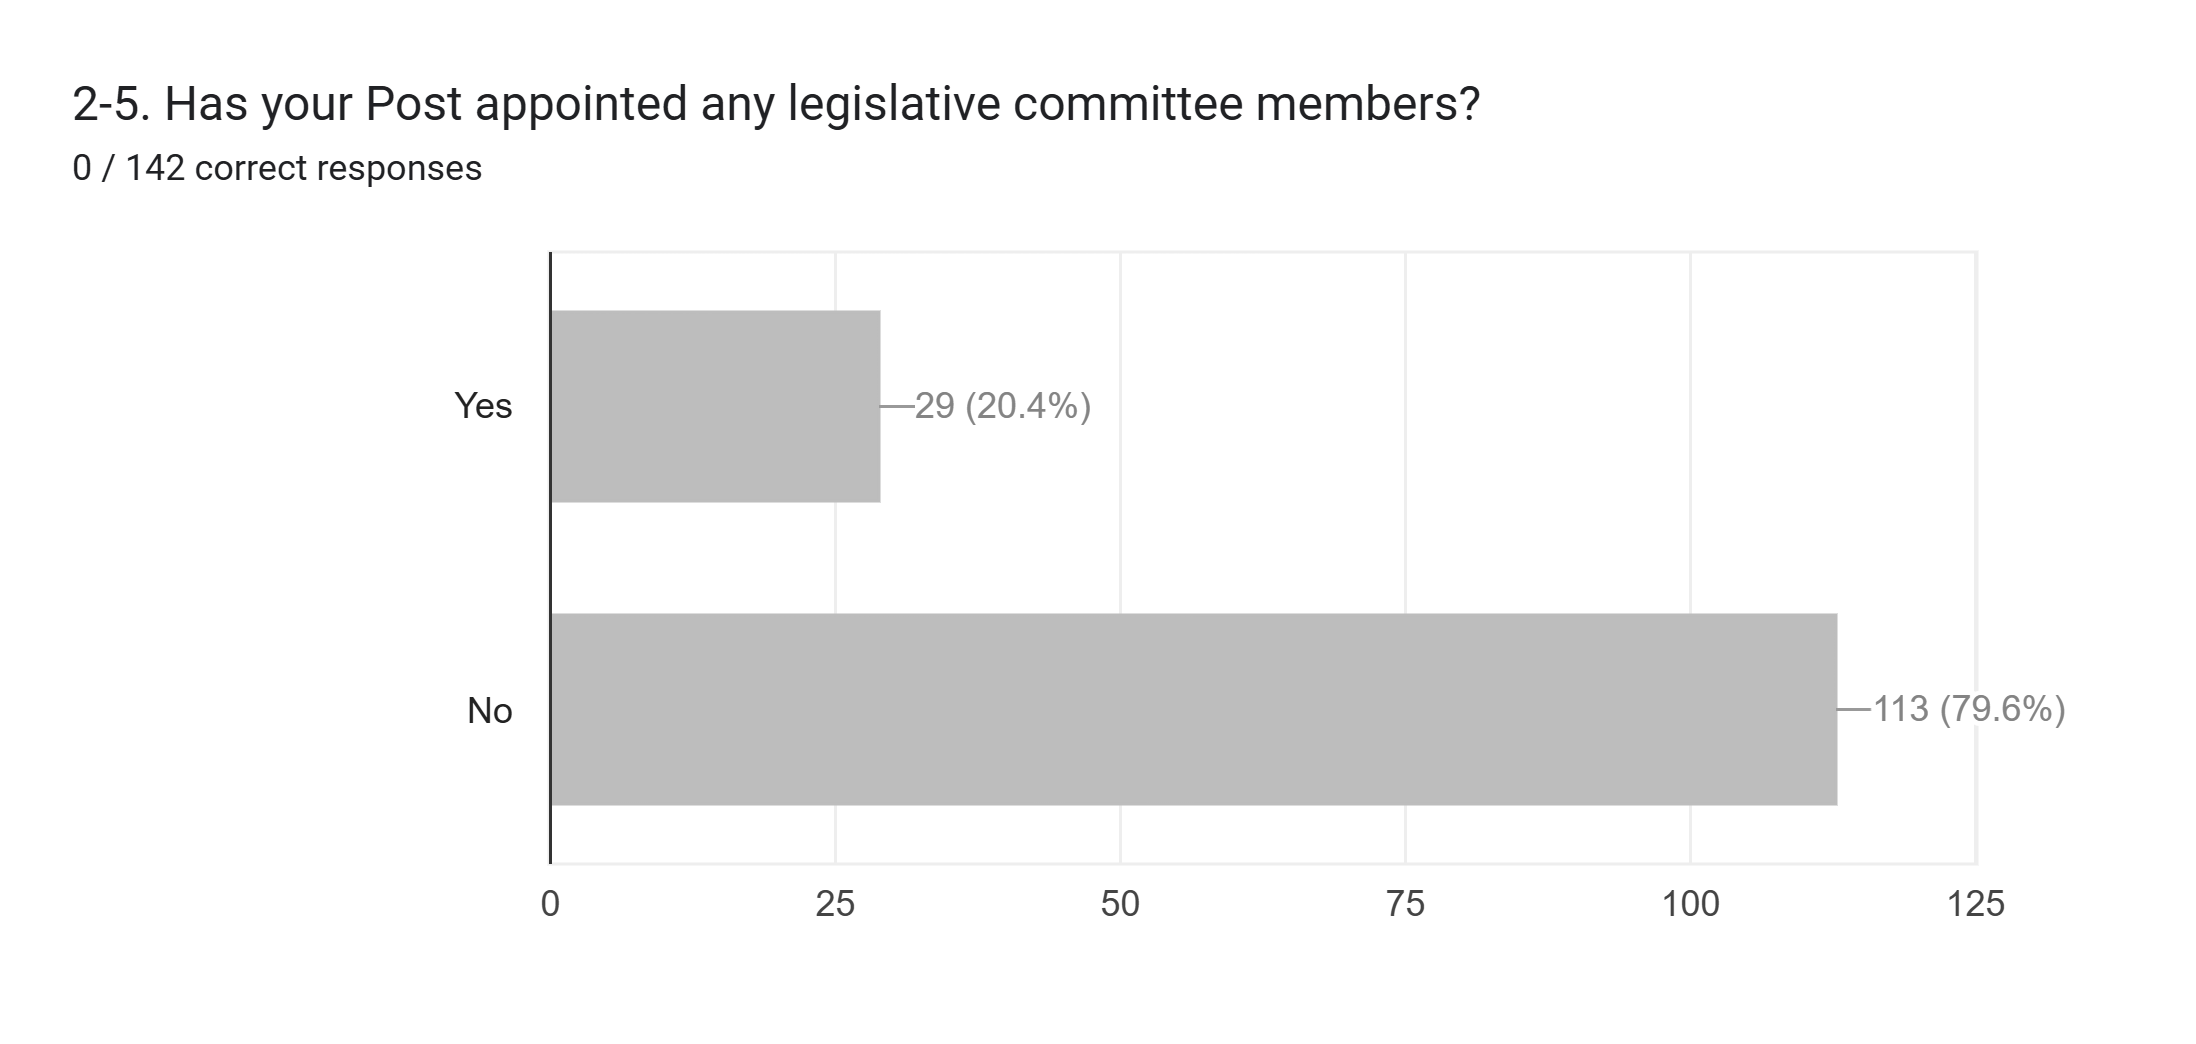 2-5. Has your Post appointed any legislative committee members?
0 / 142 correct responses
Yes
29 (20.4%)
No
113 (79.6%)
0 25 50 75 100 125